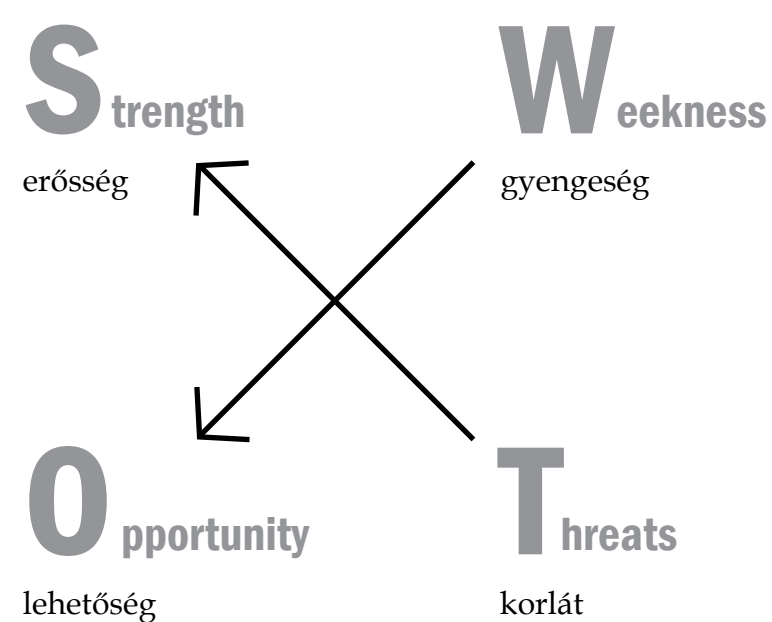 Strength
Weekness
erősség
gyengeség
Opportunity
Threats
lehetőség
korlát